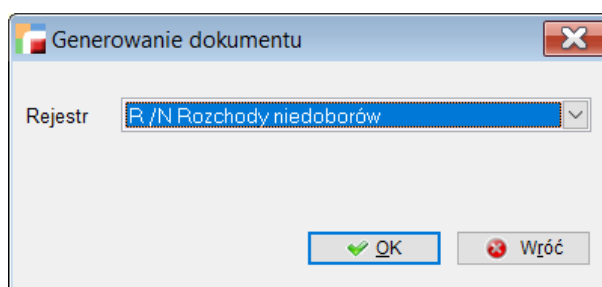 Generowanie dokumentu
Rejestr R /N Rozchody niedoborów
OK Wróć